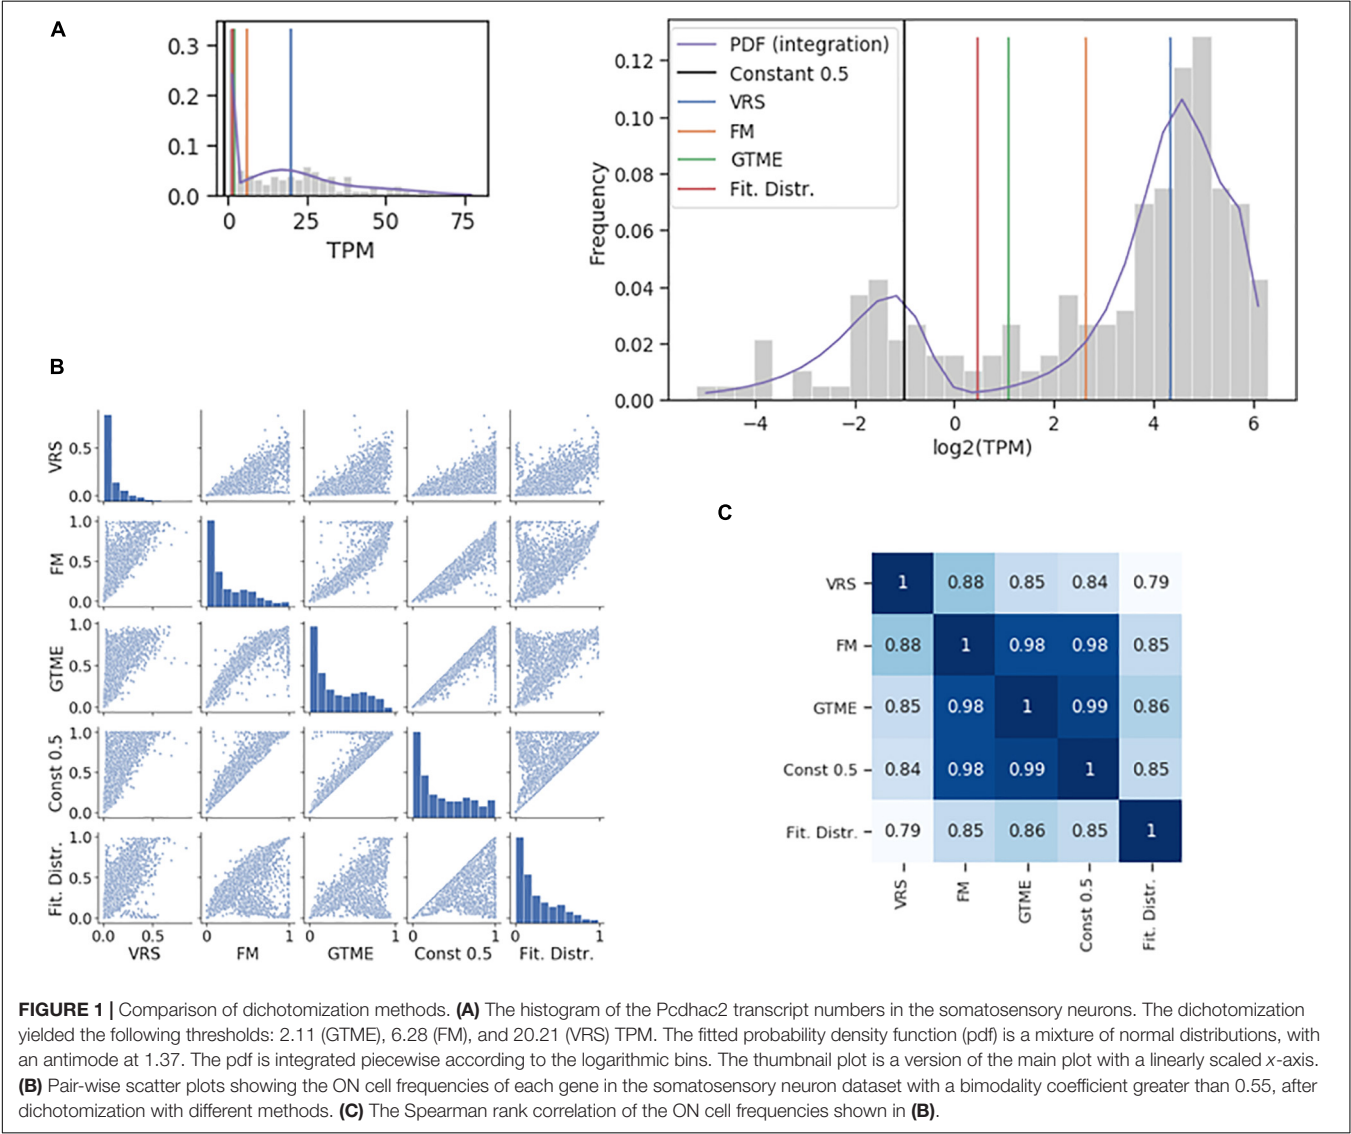 A
0.3
0.2
0.1
0.0
0 25 50 75
TPM
PDF (integration)
Constant 0.5
VRS
FM
GTME
Fit. Distr.
Frequency
0.12
0.10
0.08
0.06
0.04
0.02
0.00
−4 −2 0 2 4 6
log2(TPM)
B
VRS
0.5
0.0
FM
1.0
0.5
0.0
GTME
1.0
0.5
0.0
Const 0.5
1.0
0.5
0.0
Fit. Distr.
1.0
0.5
0.0
0.0 0.5 0 1 0 1 0 1 0 1
VRS FM GTME Const 0.5 Fit. Distr.
C
VRS 1 0.88 0.85 0.84 0.79
FM 0.88 1 0.98 0.98 0.85
GTME 0.85 0.98 1 0.99 0.86
Const 0.5 0.84 0.98 0.99 1 0.85
Fit. Distr. 0.79 0.85 0.86 0.85 1
VRS FM GTME Const 0.5 Fit. Distr.
FIGURE 1 | Comparison of dichotomization methods. (A) The histogram of the Pcdhac2 transcript numbers in the somatosensory neurons. The dichotomization
yielded the following thresholds: 2.11 (GTME), 6.28 (FM), and 20.21 (VRS) TPM. The fitted probability density function (pdf) is a mixture of normal distributions, with
an antimode at 1.37. The pdf is integrated piecewise according to the logarithmic bins. The thumbnail plot is a version of the main plot with a linearly scaled x-axis.
(B) Pair-wise scatter plots showing the ON cell frequencies of each gene in the somatosensory neuron dataset with a bimodality coefficient greater than 0.55, after
dichotomization with different methods. (C) The Spearman rank correlation of the ON cell frequencies shown in (B).